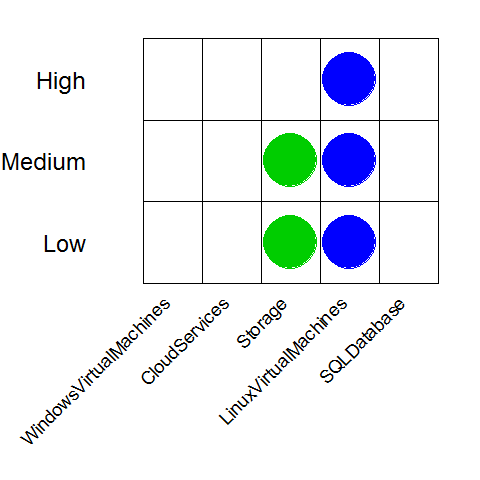 High
Medium
Low
WindowsVirtualMachines
CloudServices
Storage
LinuxVirtualMachines
SQLDatabase